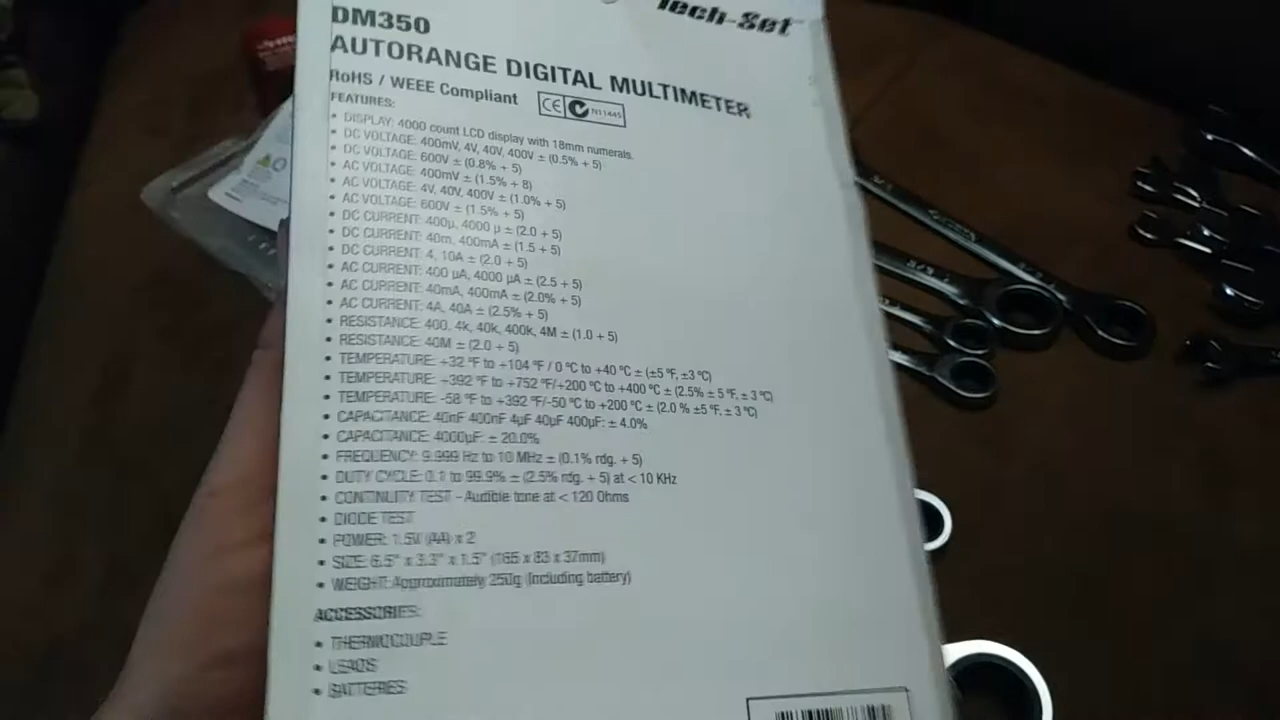 Tech-Set
DM350
AUTORANGE DIGITAL MULTIMETER
RoHS / WEEE Compliant CE N11445
FEATURES:
• DISPLAY: 4000 count LCD display with 18mm numerals.
• DC VOLTAGE: 400mV, 4V, 40V, 400V ± (0.5% + 5)
• DC VOLTAGE: 600V ± (0.8% + 5)
• AC VOLTAGE: 400mV ± (1.5% + 8)
• AC VOLTAGE: 4V, 40V, 400V ± (1.0% + 5)
• AC VOLTAGE: 600V ± (1.5% + 5)
• DC CURRENT: 400µ, 4000 µ ± (2.0 + 5)
• DC CURRENT: 40m, 400mA ± (1.5 + 5)
• DC CURRENT: 4, 10A ± (2.0 + 5)
• AC CURRENT: 400 µA, 4000 µA ± (2.5 + 5)
• AC CURRENT: 40mA, 400mA ± (2.0% + 5)
• AC CURRENT: 4A, 40A ± (2.5% + 5)
• RESISTANCE: 400, 4k, 40k, 400k, 4M ± (1.0 + 5)
• RESISTANCE: 40M ± (2.0 + 5)
• TEMPERATURE: +32 °F to +104 °F / 0 °C to +40 °C ± (±5 °F, ±3 °C)
• TEMPERATURE: +392 °F to +752 °F/+200 °C to +400 °C ± (2.5% ± 5 °F, ± 3 °C)
• TEMPERATURE: -58 °F to +392 °F/-50 °C to +200 °C ± (2.0 % ±5 °F, ± 3 °C)
• CAPACITANCE: 40nF 400nF 4µF 40µF 400µF: ± 4.0%
• CAPACITANCE: 4000µF: ± 20.0%
• FREQUENCY: 9.999 Hz to 10 MHz ± (0.1% rdg. + 5)
• DUTY CYCLE: 0.1 to 99.9% ± (2.5% rdg. + 5) at < 10 KHz
• CONTINUITY TEST - Audible tone at < 120 Ohms
• DIODE TEST
• POWER: 1.5V (AA) x 2
• SIZE: 6.5" x 3.3" x 1.5" (165 x 83 x 37mm)
• WEIGHT: Approximately 250g (Including battery)
ACCESSORIES:
• THERMOCOUPLE
• LEADS
• BATTERIES